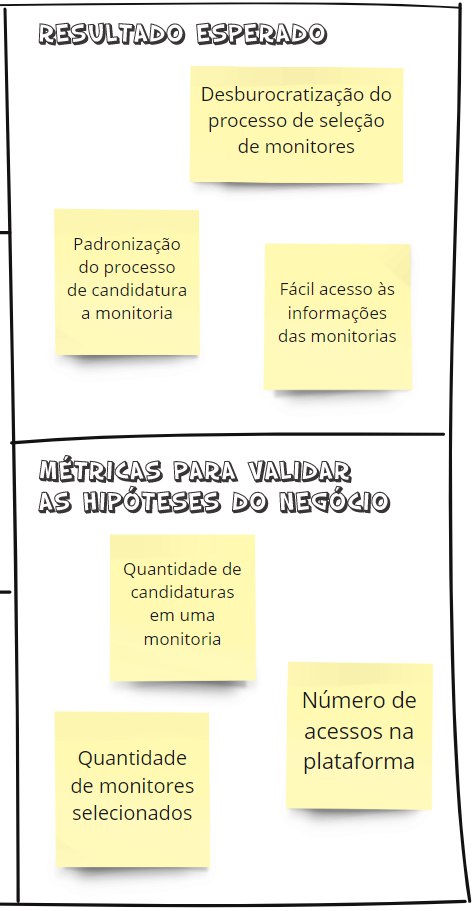 RESULTADO ESPERADO
Desburocratização do
processo de seleção
de monitores
Padronização
do processo
de candidatura
a monitoria
Fácil acesso às
informações
das monitorias
MÉTRICAS PARA VALIDAR
AS HIPÓTESES DO NEGÓCIO
Quantidade de
candidaturas
em uma
monitoria
Número de
acessos na
plataforma
Quantidade
de monitores
selecionados